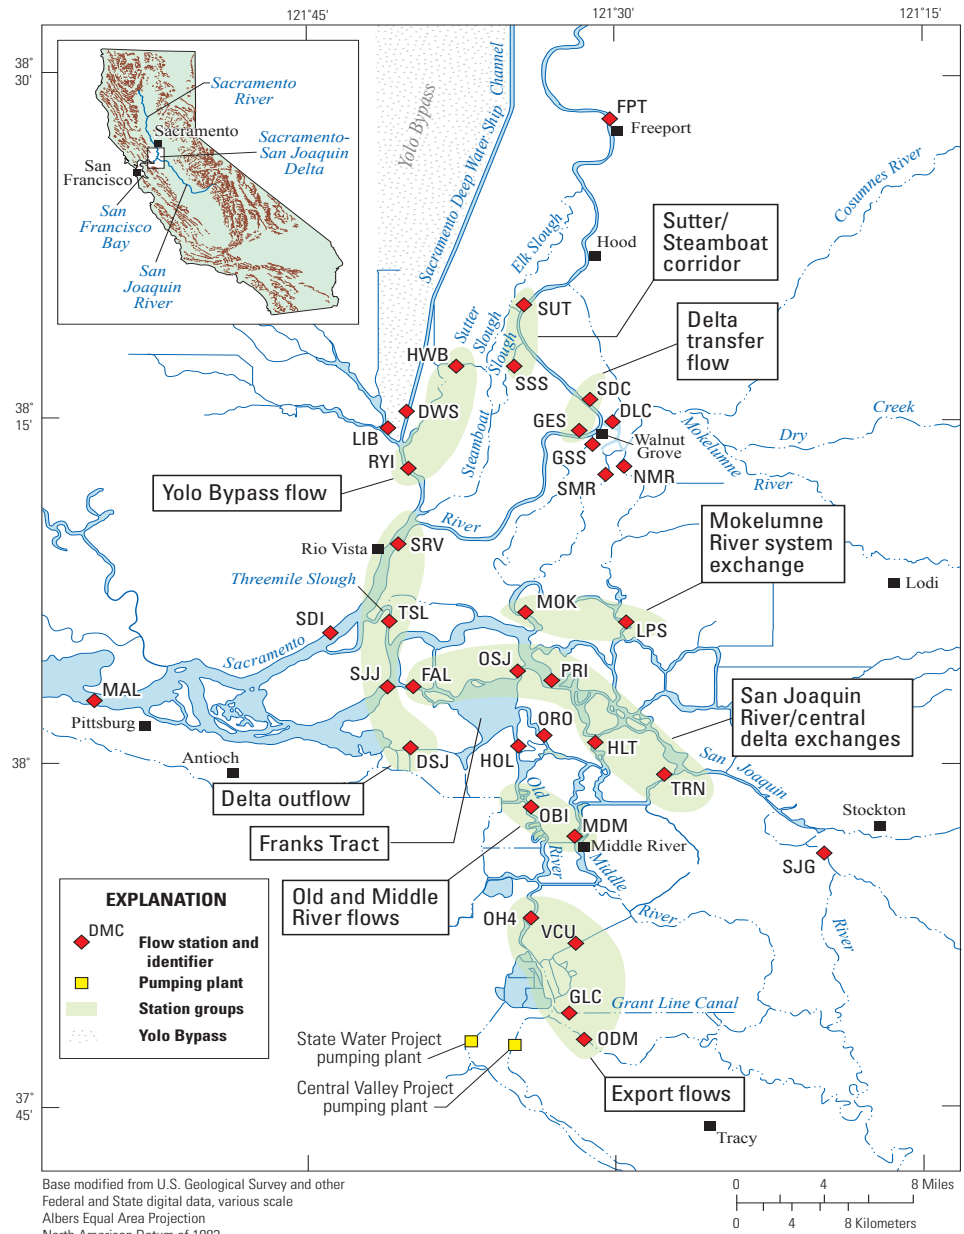 121°45'
121°30'
121°15'
38°
30'
38°
15'
38°
37°
45'
Sacramento
River
Sacramento
Sacramento-
San Joaquin
Delta
San
Francisco
San
Francisco
Bay
San
Joaquin
River
Yolo Bypass
Sacramento Deep Water Ship Channel
FPT
Freeport
Cosumnes River
Elk Slough
Hood
Sutter/
Steamboat
corridor
SUT
Sutter
Slough
HWB
SSS
Steamboat
Slough
Delta
transfer
flow
SDC
DLC
GES
Walnut
Grove
GSS
SMR
NMR
Mokelumne
River
Dry
Creek
DWS
LIB
RYI
Yolo Bypass flow
River
Rio Vista
SRV
Threemile Slough
TSL
SDI
Sacramento
Mokelumne
River system
exchange
Lodi
MOK
LPS
OSJ
PRI
SJJ
FAL
MAL
Pittsburg
Antioch
DSJ
ORO
HOL
HLT
TRN
San Joaquin
River/central
delta exchanges
San Joaquin
Stockton
Delta outflow
Franks Tract
Old
River
OBI
MDM
Middle River
Middle
River
SJG
River
Old and Middle
River flows
OH4
VCU
GLC
Grant Line Canal
ODM
State Water Project
pumping plant
Central Valley Project
pumping plant
Export flows
Tracy
EXPLANATION
DMC
Flow station and
identifier
Pumping plant
Station groups
Yolo Bypass
Base modified from U.S. Geological Survey and other
Federal and State digital data, various scale
Albers Equal Area Projection
North American Datum of 1983
0 4 8 Miles
0 4 8 Kilometers